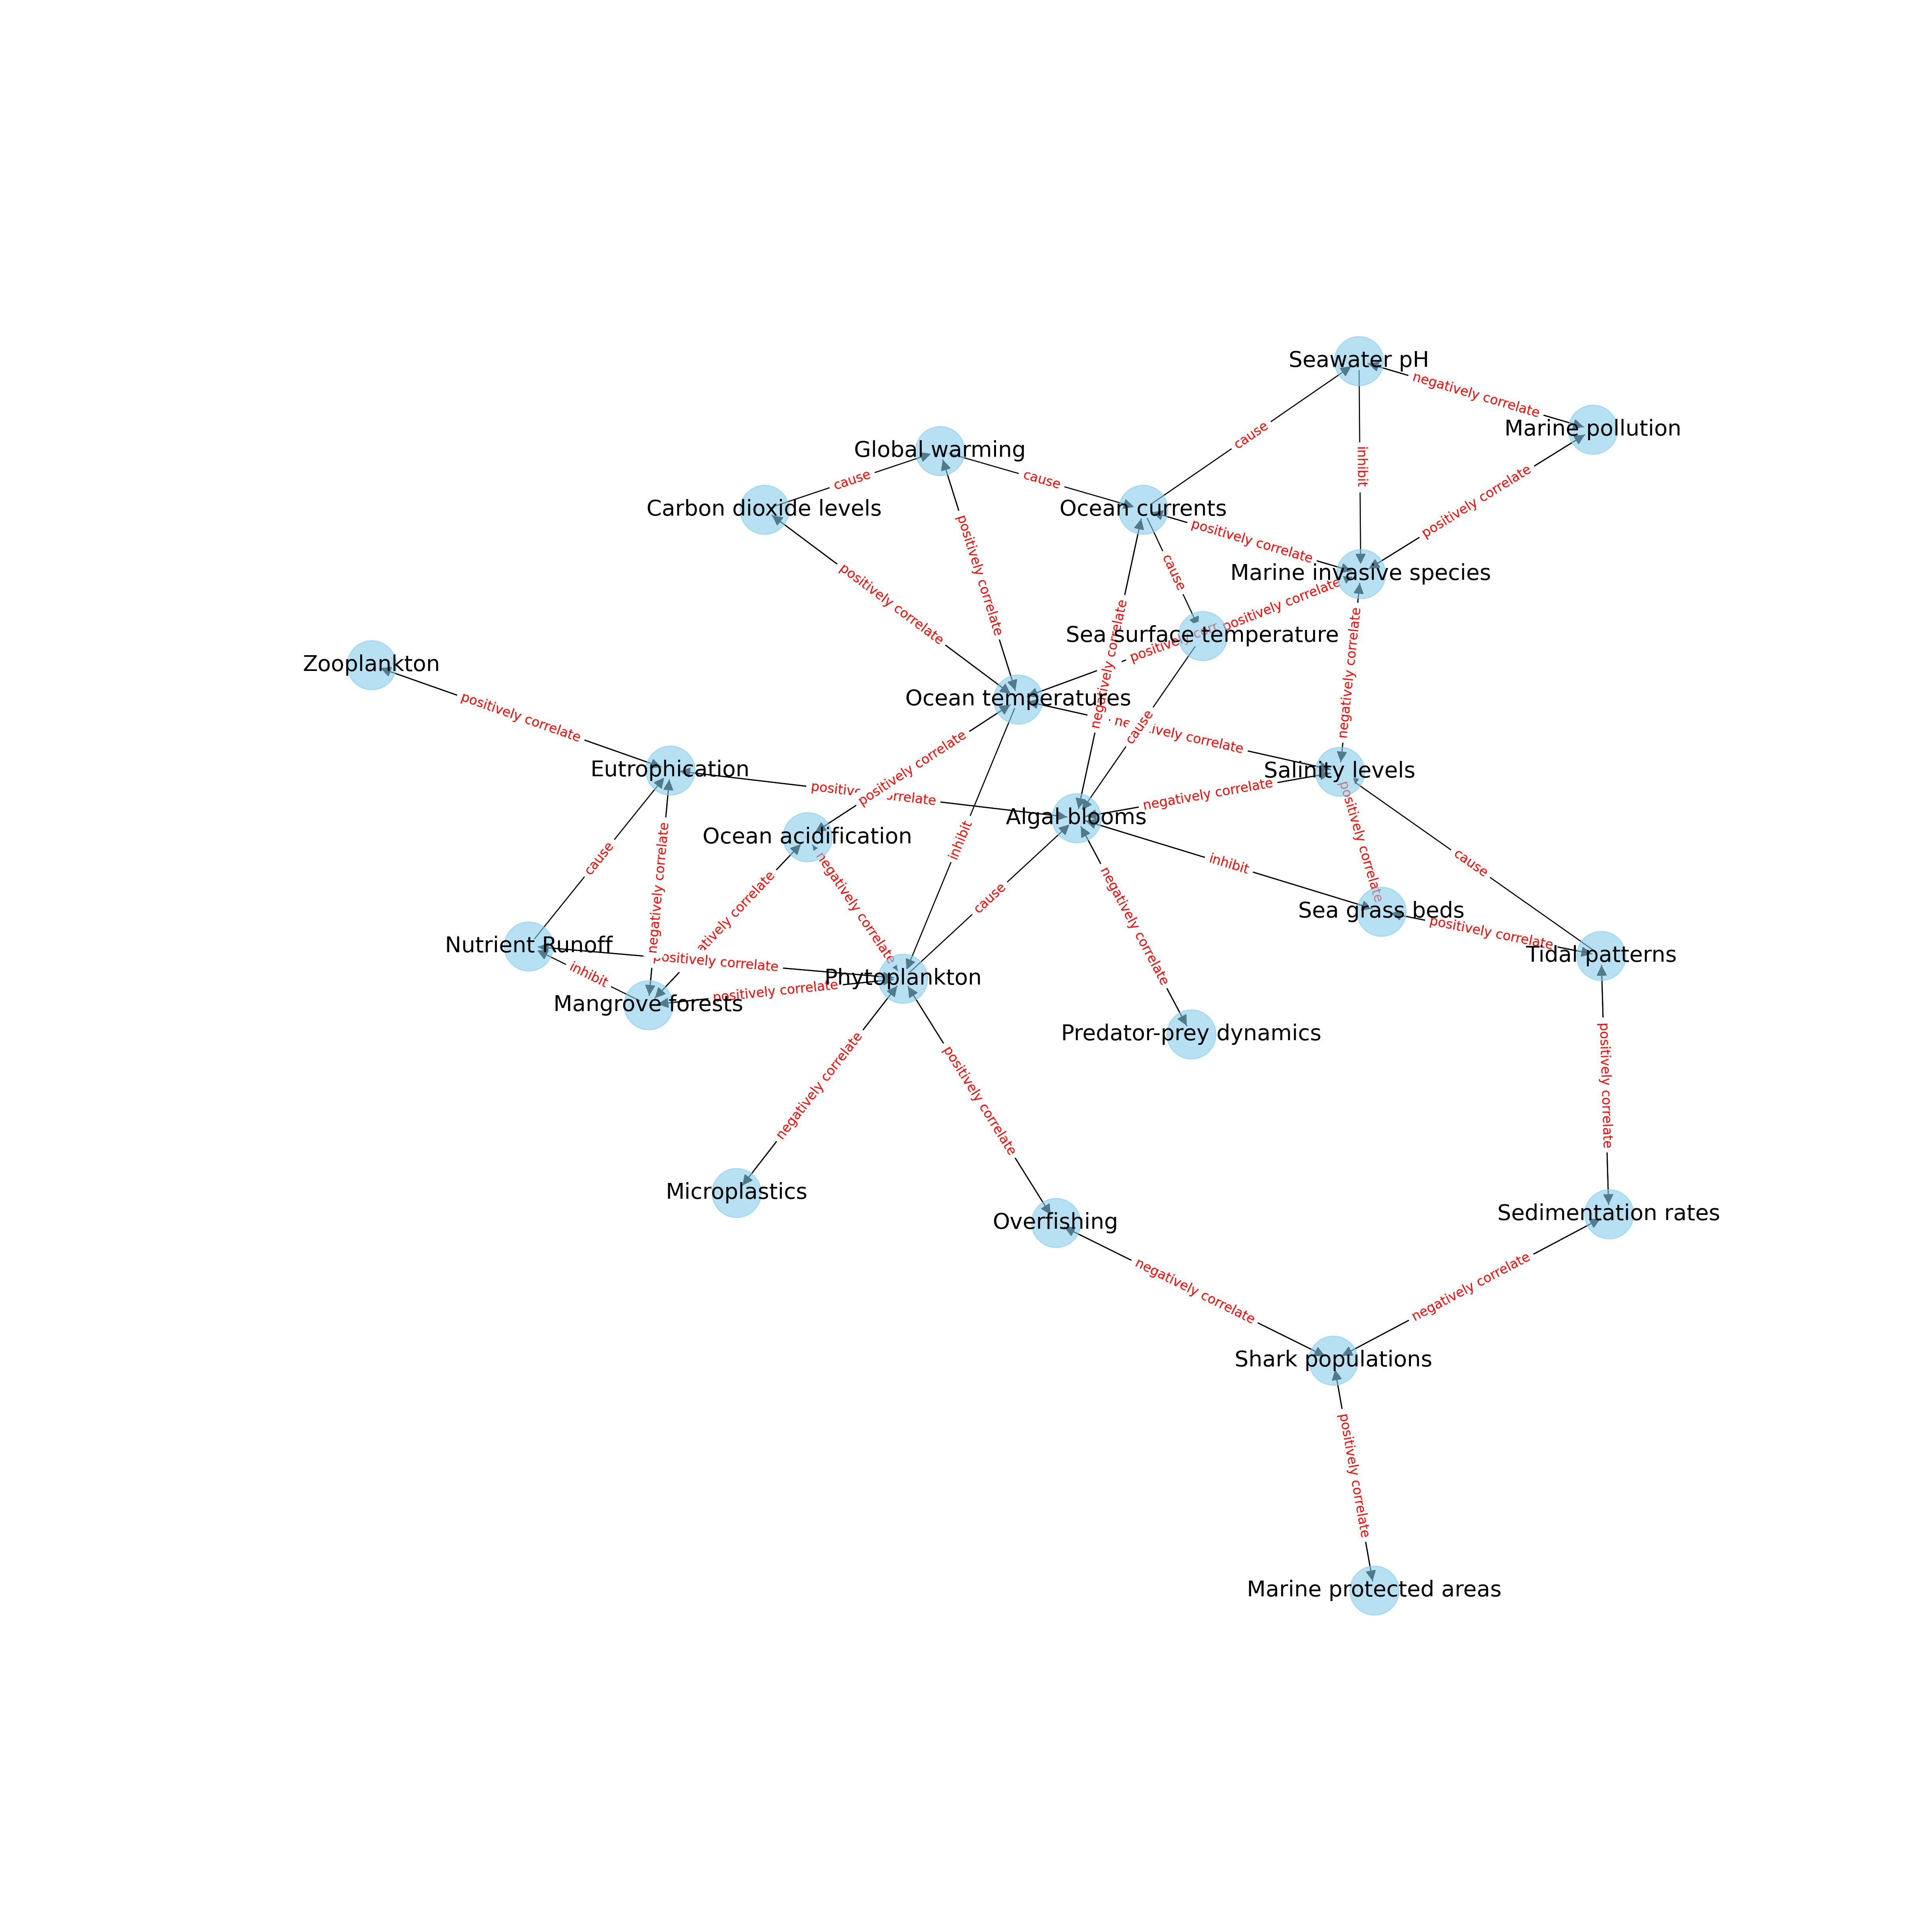 Seawater pH
negatively correlate
Marine pollution
cause
Global warming
inhibit
cause
cause
positively correlate
Carbon dioxide levels
Ocean currents
positively correlate
Marine invasive species
positively correlate
cause
positively correlate
positively correlate
positively
Sea surface temperature
negatively correlate
negatively correlate
Zooplankton
Ocean temperatures
positively correlate
cause
correlate
Eutrophication
positively correlate
Salinity levels
correlate
negatively correlate
Algal blooms
positively correlate
Ocean acidification
cause
negatively correlate
inhibit
inhibit
cause
negatively correlate
negatively correlate
cause
negatively correlate
Sea grass beds
positively correlate
Nutrient Runoff
Tidal patterns
correlate
inhibit
Phytoplankton
positively correlate
Mangrove forests
Predator-prey dynamics
negatively correlate
positively correlate
positively correlate
Microplastics
Overfishing
Sedimentation rates
negatively correlate
negatively correlate
Shark populations
positively correlate
Marine protected areas